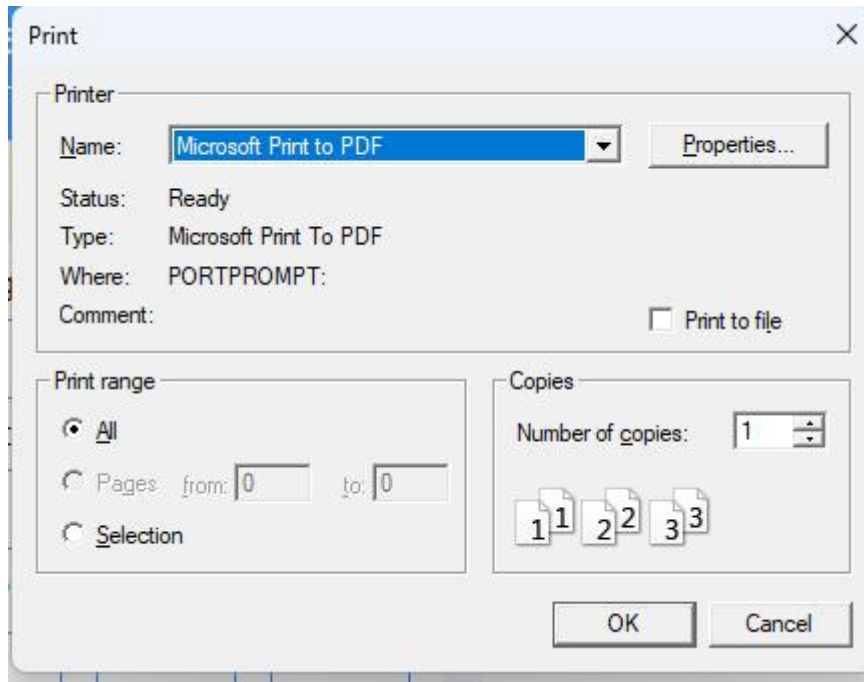 Print
Printer
Name: Microsoft Print to PDF Properties...
Status: Ready
Type: Microsoft Print To PDF
Where: PORTPROMPT:
Comment:
Print to file
Print range
All
Pages from: 0 to: 0
Selection
Copies
Number of copies: 1
1 1 2 2 3 3
OK Cancel